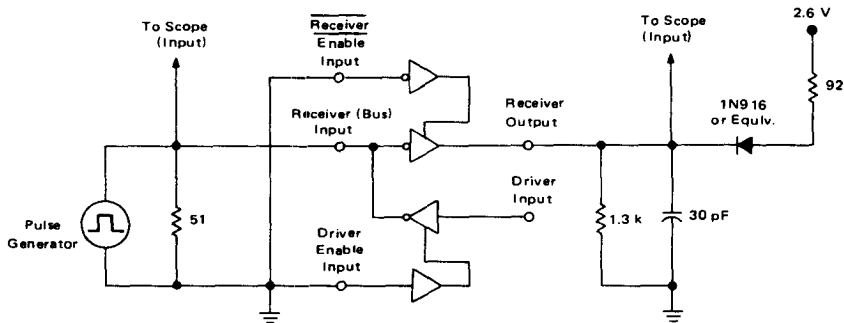 To Scope
(Input)
Receiver
Enable
Input
Receiver (Bus)
Input
Receiver
Output
To Scope
(Input)
2.6 V
92
1N916
or Equiv.
Pulse
Generator
51
Driver
Enable
Input
Driver
Input
1.3 k
30 pF